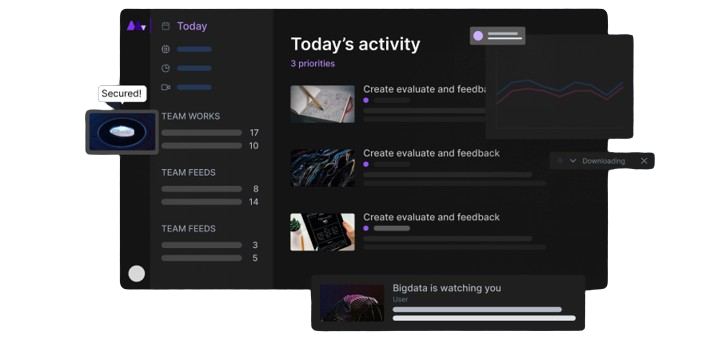 Today
Today's activity
3 priorities
Create evaluate and feedba
Secured!
TEAM WORKS
17
10
Create evaluate and feedback
Downloading
TEAM FEEDS
8
14
Create evaluate and feedback
TEAM FEEDS
3
5
Bigdata is watching you
User